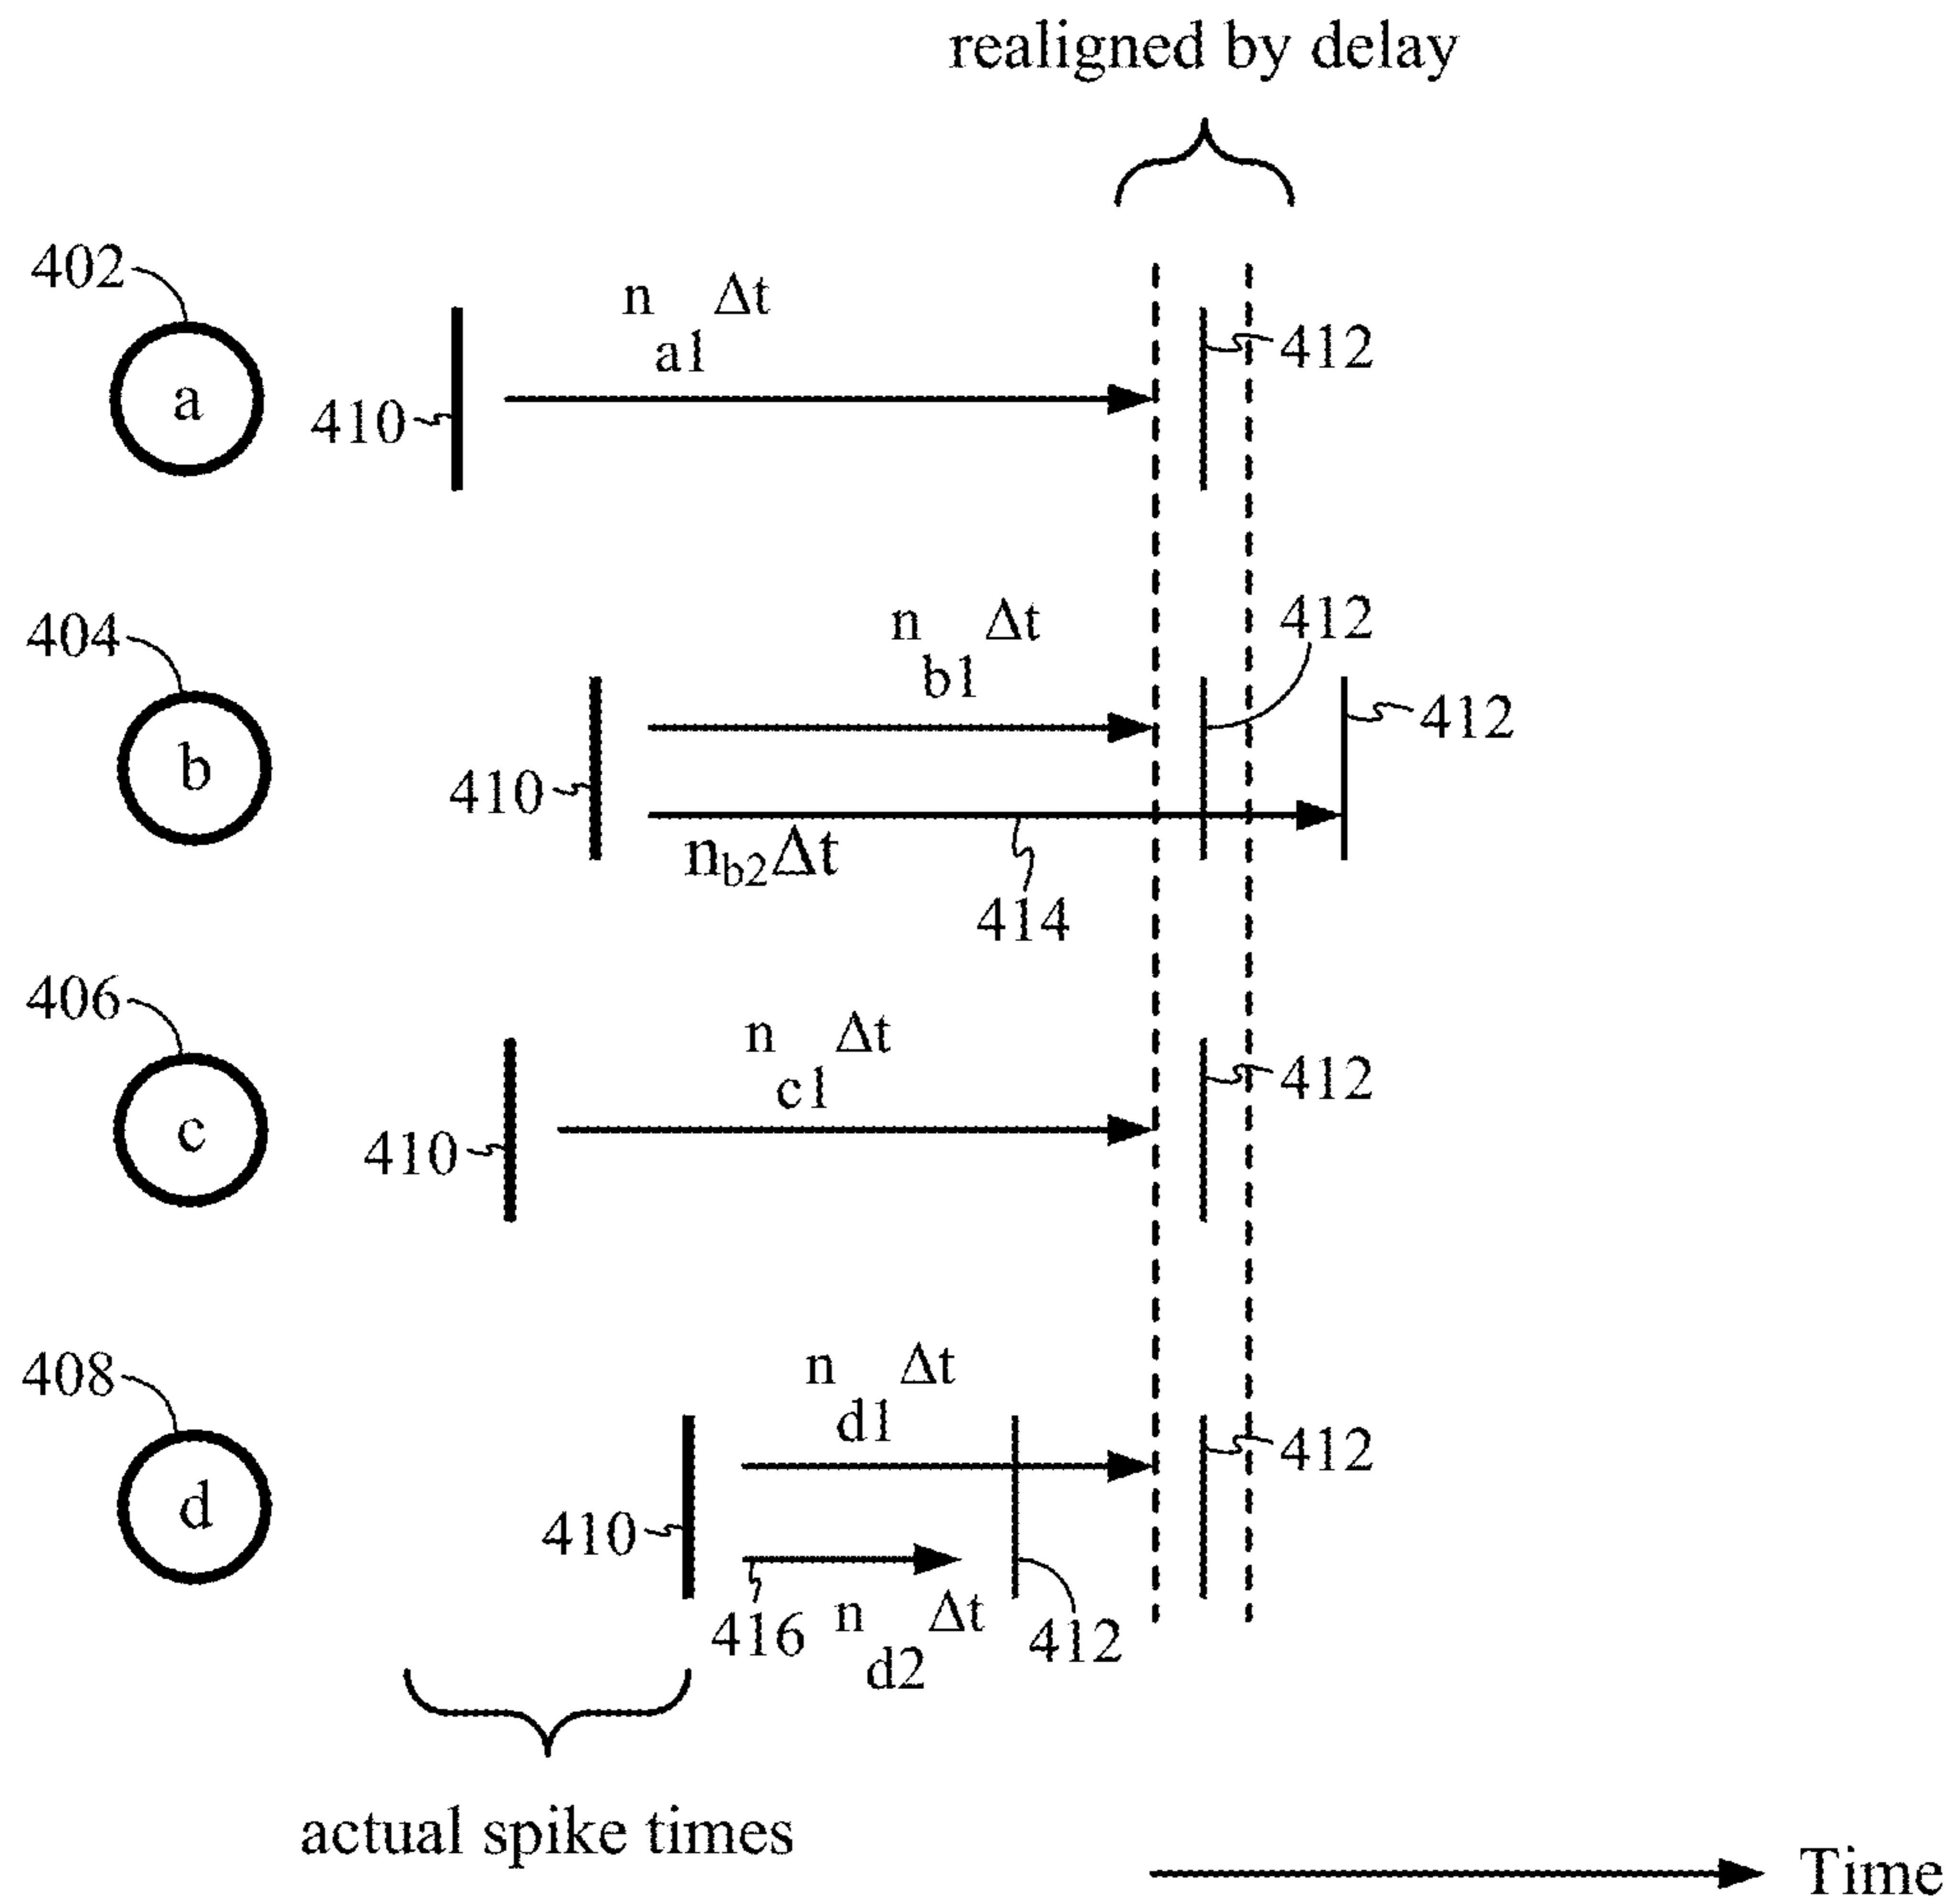 realigned by delay
402
n Δt
a1
412
a
410
404
n Δt
b1
412
412
b
410
n_b2Δt
414
406
n Δt
c1
412
c
410
408
n Δt
d1
412
d
410
416
n Δt
d2
412
actual spike times
Time